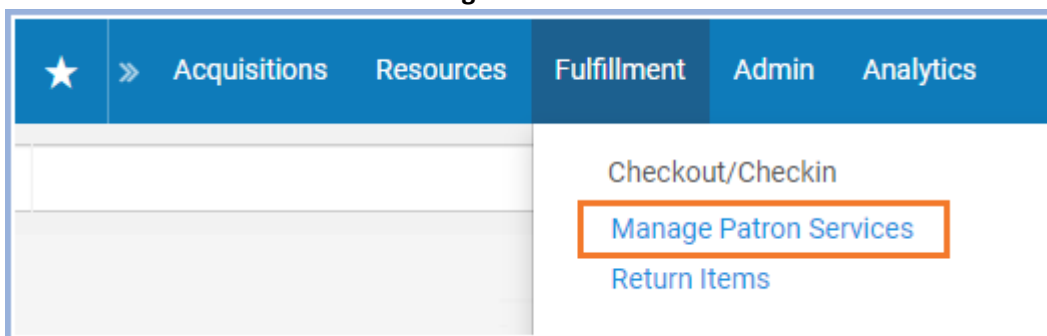 Acquisitions Resources Fulfillment Admin Analytics
Checkout/Checkin
Manage Patron Services
Return Items